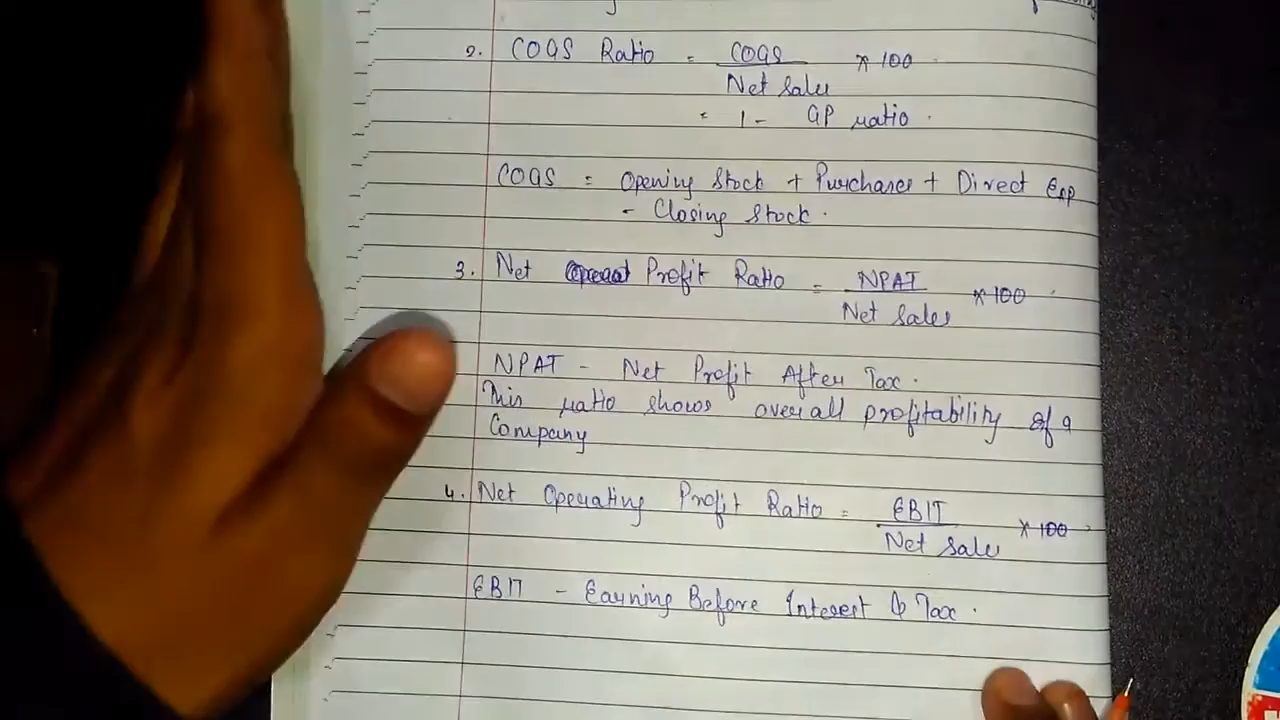 2. COGS Ratio = COGS / Net Sales * 100
= 1 - GP ratio.
COGS = Opening Stock + Purchases + Direct Exp
- Closing Stock.
3. Net Profit Ratio = NPAT / Net Sales * 100
NPAT - Net Profit After Tax.
This ratio shows overall profitability of a
Company
4. Net Operating Profit Ratio = EBIT / Net Sales * 100
EBIT - Earning Before Interest & Tax.